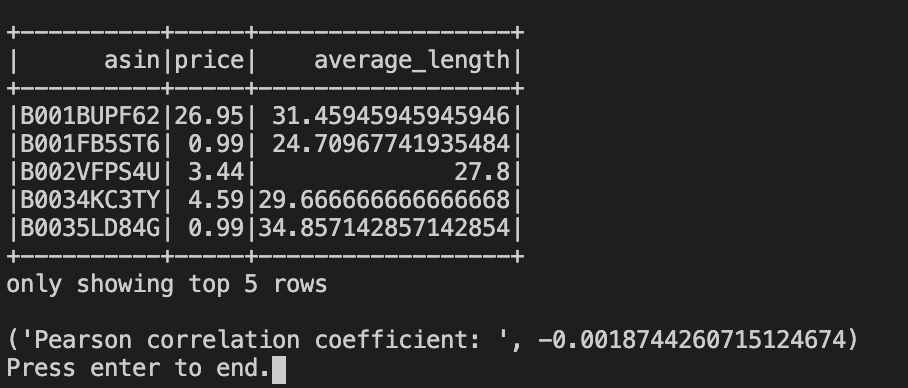 +----------+-----+------------------+
|      asin|price|    average_length|
+----------+-----+------------------+
|B001BUPF62|26.95| 31.45945945945946|
|B001FB5ST6| 0.99| 24.70967741935484|
|B002VFPS4U| 3.44|              27.8|
|B0034KC3TY| 4.59|29.666666666666668|
|B0035LD84G| 0.99|34.857142857142854|
+----------+-----+------------------+
only showing top 5 rows

('Pearson correlation coefficient: ', -0.0018744260715124674)
Press enter to end.